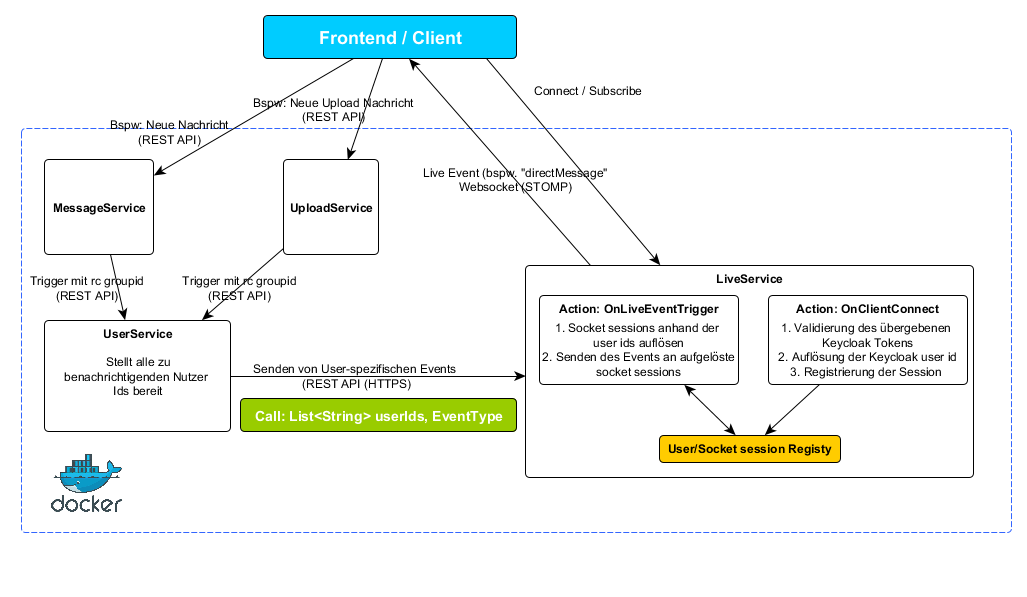 Frontend / Client
Connect / Subscribe
Bspw: Neue Upload Nachricht
(REST API)
Bspw: Neue Nachricht
(REST API)
Live Event (bspw. "directMessage"
Websocket (STOMP)
MessageService
UploadService
Trigger mit rc groupid
(REST API)
Trigger mit rc groupid
(REST API)
UserService
Stellt alle zu
benachrichtigenden Nutzer
Ids bereit
Senden von User-spezifischen Events
(REST API (HTTPS)
Call: List<String> userIds, EventType
LiveService
Action: OnLiveEventTrigger
1. Socket sessions anhand der
user ids auflösen
2. Senden des Events an aufgelöste
socket sessions
Action: OnClientConnect
1. Validierung des übergebenen
Keycloak Tokens
2. Auflösung der Keycloak user id
3. Registrierung der Session
User/Socket session Registy
docker